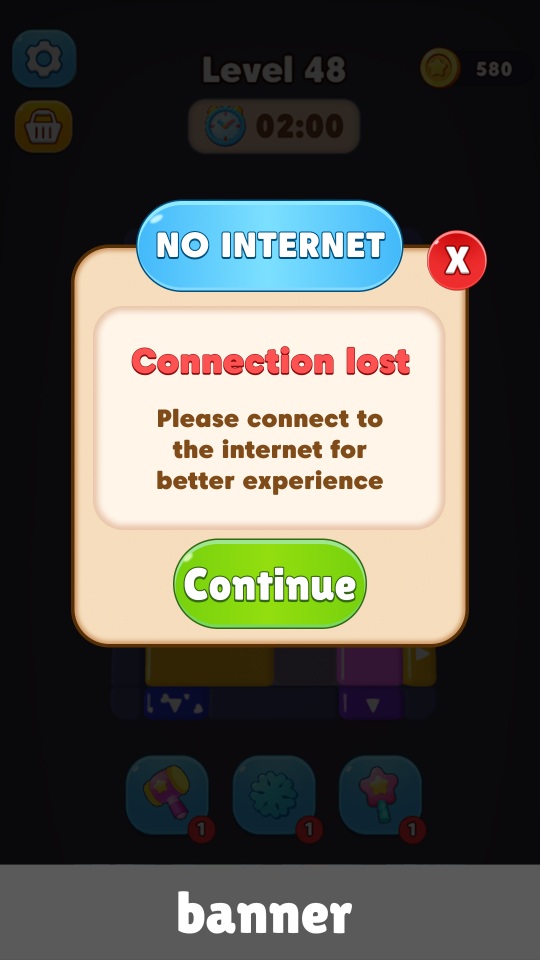 Level 48
580
02:00
NO INTERNET
X
Connection lost
Please connect to
the internet for
better experience
Continue
1
1
1
banner